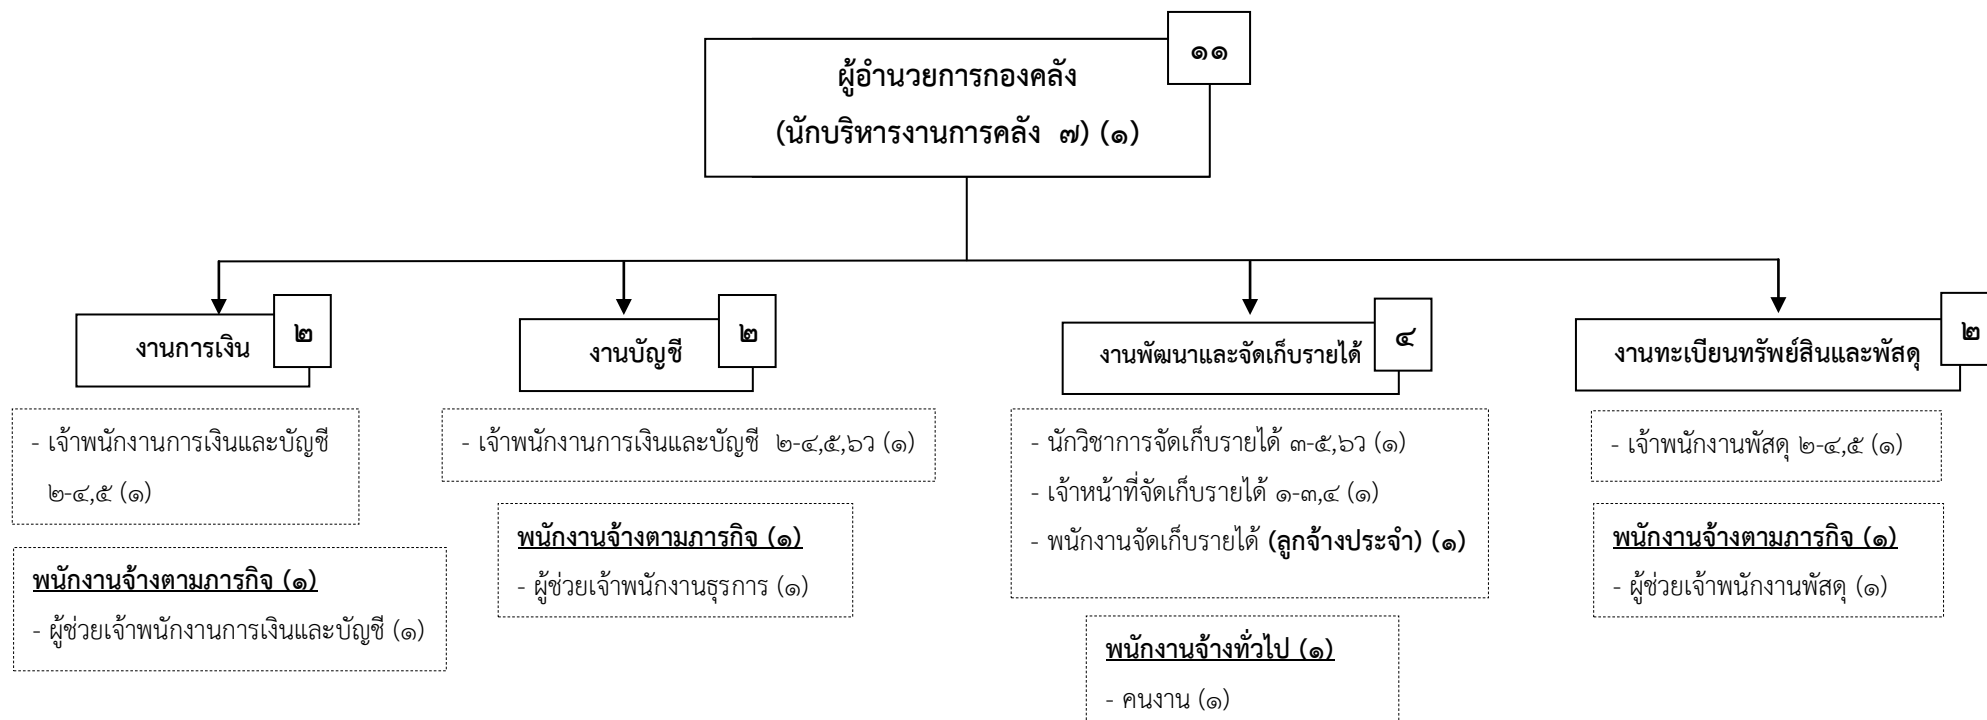 ๑๑
ผู้อำนวยการกองคลัง
(นักบริหารงานการคลัง ๗) (๑)
งานการเงิน
๒
- เจ้าพนักงานการเงินและบัญชี
๒-๔,๕ (๑)
พนักงานจ้างตามภารกิจ (๑)
- ผู้ช่วยเจ้าพนักงานการเงินและบัญชี (๑)
งานบัญชี
๒
- เจ้าพนักงานการเงินและบัญชี ๒-๔,๕,๖ว (๑)
พนักงานจ้างตามภารกิจ (๑)
- ผู้ช่วยเจ้าพนักงานธุรการ (๑)
งานพัฒนาและจัดเก็บรายได้
๔
- นักวิชาการจัดเก็บรายได้ ๓-๕,๖ว (๑)
- เจ้าหน้าที่จัดเก็บรายได้ ๑-๓,๔ (๑)
- พนักงานจัดเก็บรายได้ (ลูกจ้างประจำ) (๑)
พนักงานจ้างทั่วไป (๑)
- คนงาน (๑)
งานทะเบียนทรัพย์สินและพัสดุ
๒
- เจ้าพนักงานพัสดุ ๒-๔,๕ (๑)
พนักงานจ้างตามภารกิจ (๑)
- ผู้ช่วยเจ้าพนักงานพัสดุ (๑)